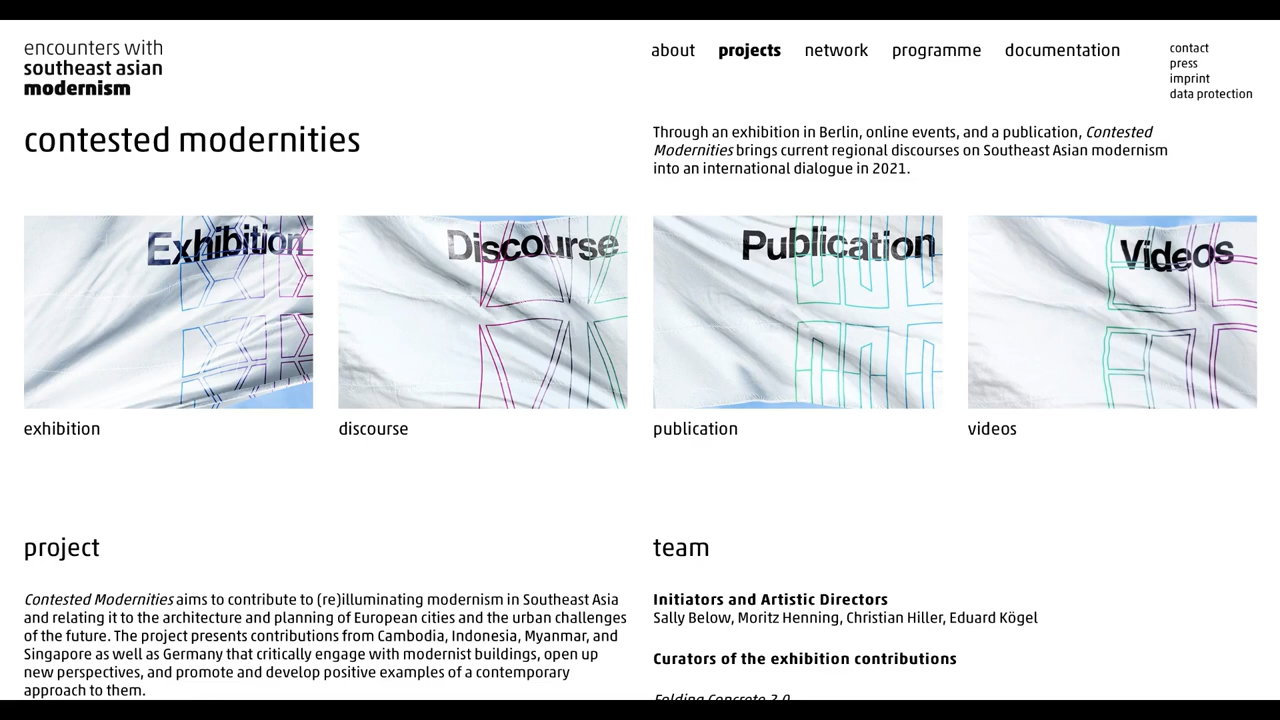 encounters with
southeast asian
modernism
about projects network programme documentation
contact
press
imprint
data protection
contested modernities
Through an exhibition in Berlin, online events, and a publication, Contested
Modernities brings current regional discourses on Southeast Asian modernism
into an international dialogue in 2021.
Exhibition
Discourse
Publication
Videos
exhibition
discourse
publication
videos
project
Contested Modernities aims to contribute to (re)illuminating modernism in Southeast Asia
and relating it to the architecture and planning of European cities and the urban challenges
of the future. The project presents contributions from Cambodia, Indonesia, Myanmar, and
Singapore as well as Germany that critically engage with modernist buildings, open up
new perspectives, and promote and develop positive examples of a contemporary
approach to them.
team
Initiators and Artistic Directors
Sally Below, Moritz Henning, Christian Hiller, Eduard Kögel
Curators of the exhibition contributions
Folding Concrete 2.0